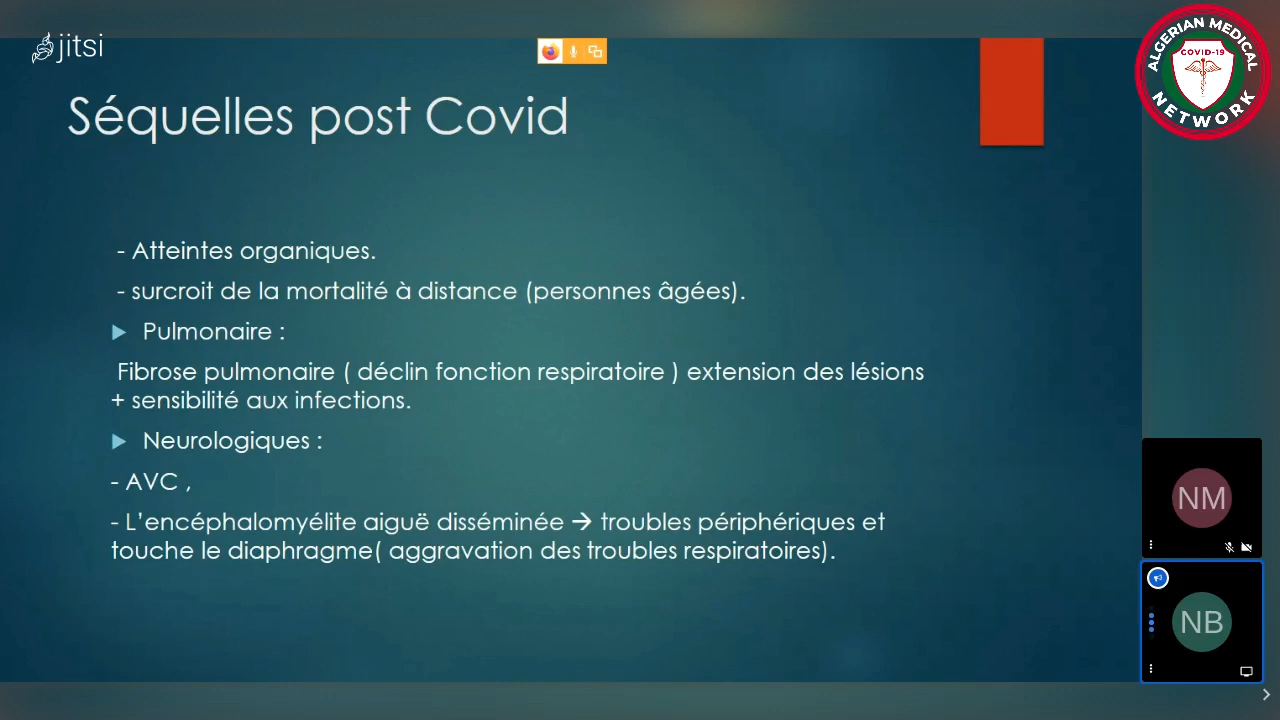 jitsi
ALGERIAN MEDICAL
COVID-19
NETWORK
Séquelles post Covid
- Atteintes organiques.
- surcroit de la mortalité à distance (personnes âgées).
Pulmonaire :
Fibrose pulmonaire ( déclin fonction respiratoire ) extension des lésions
+ sensibilité aux infections.
Neurologiques :
- AVC ,
- L’encéphalomyélite aiguë disséminée → troubles périphériques et
touche le diaphragme( aggravation des troubles respiratoires).
NM
NB